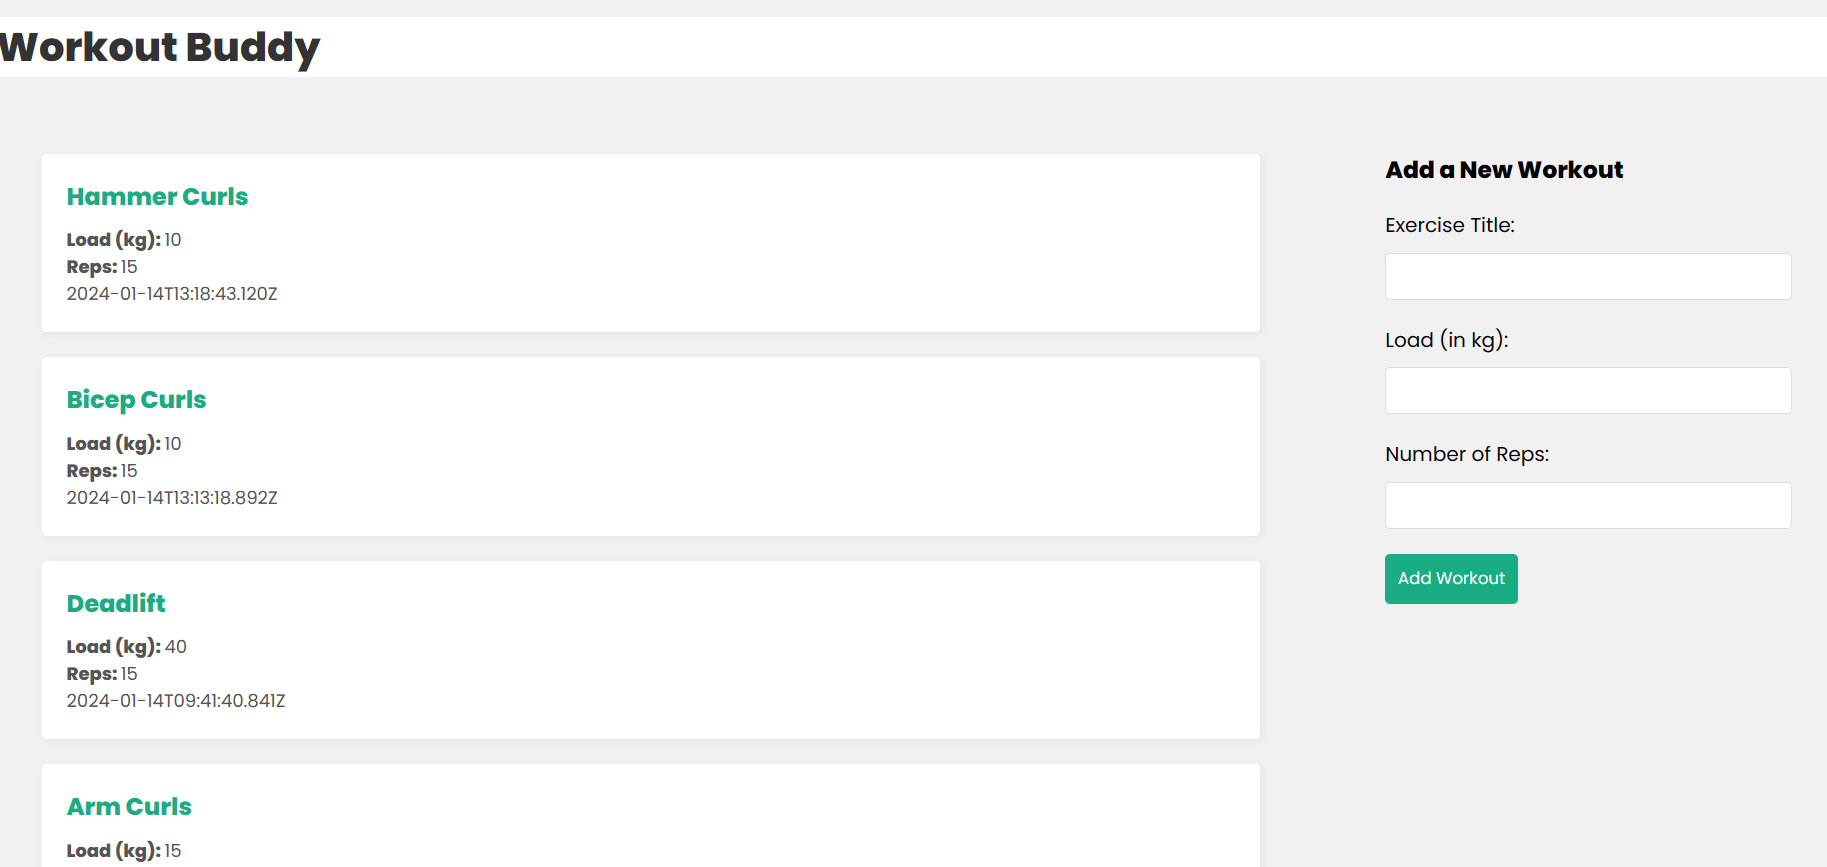 Workout Buddy
Hammer Curls
Load (kg): 10
Reps: 15
2024-01-14T13:18:43.120Z
Bicep Curls
Load (kg): 10
Reps: 15
2024-01-14T13:13:18.892Z
Deadlift
Load (kg): 40
Reps: 15
2024-01-14T09:41:40.841Z
Arm Curls
Load (kg): 15
Add a New Workout
Exercise Title:
Load (in kg):
Number of Reps:
Add Workout